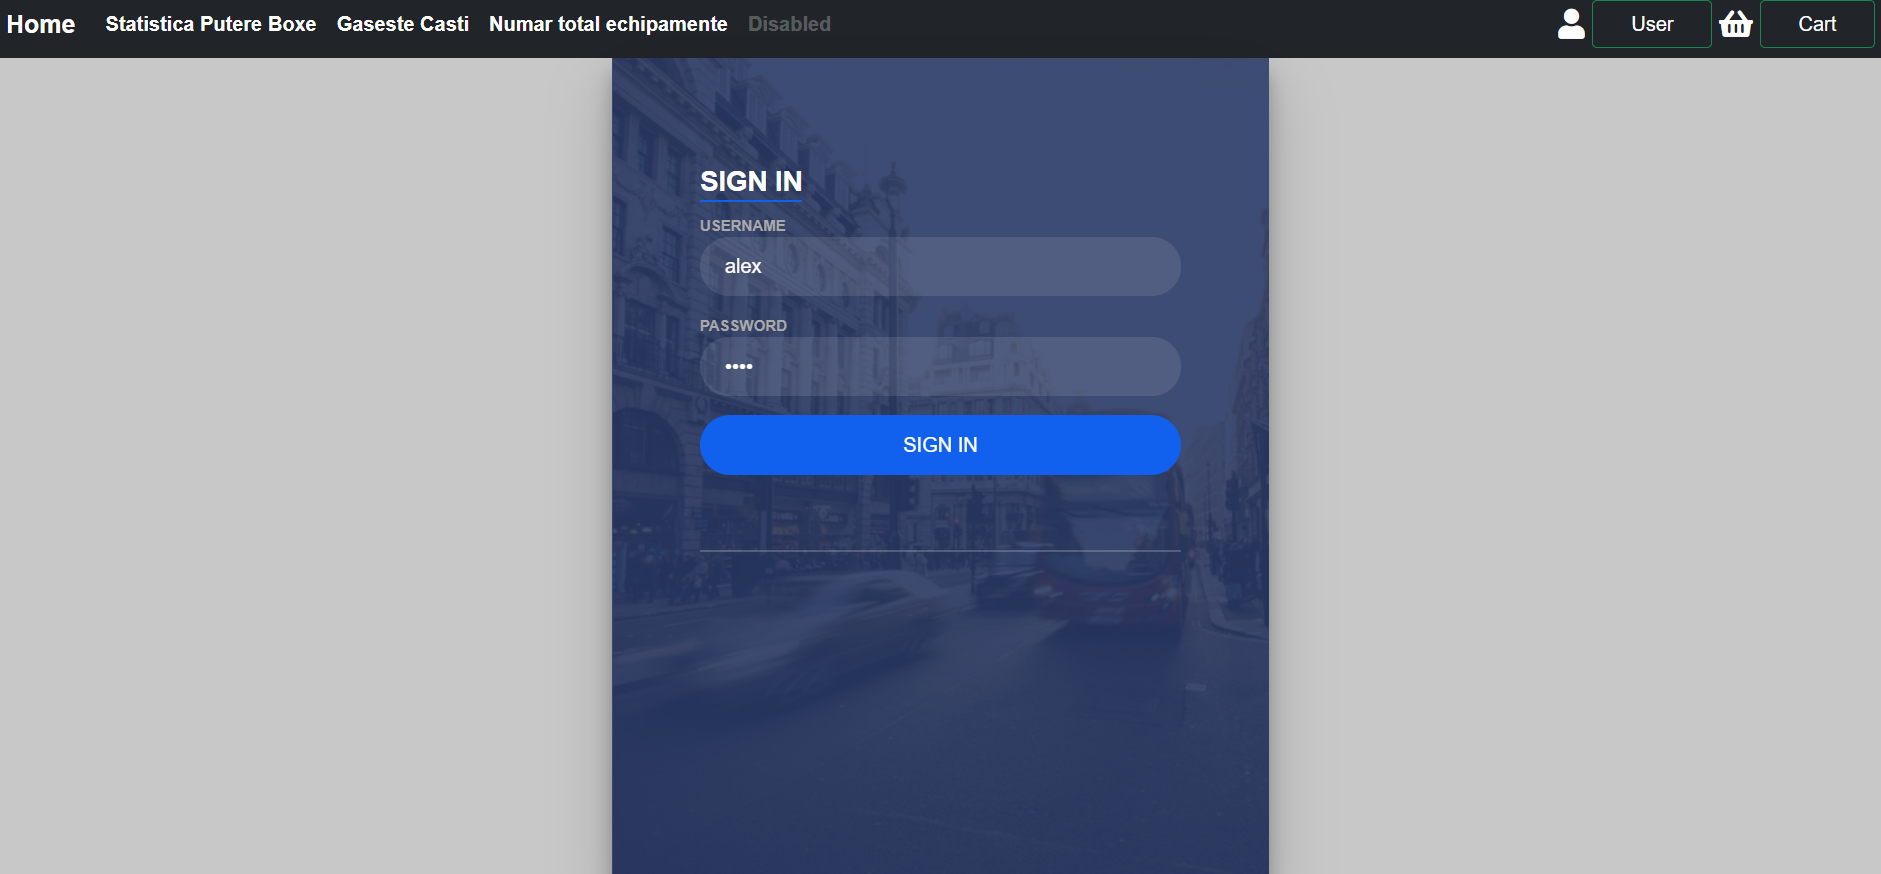 Home Statistica Putere Boxe Gaseste Casti Numar total echipamente Disabled User Cart
SIGN IN
USERNAME
alex
PASSWORD
••••
SIGN IN